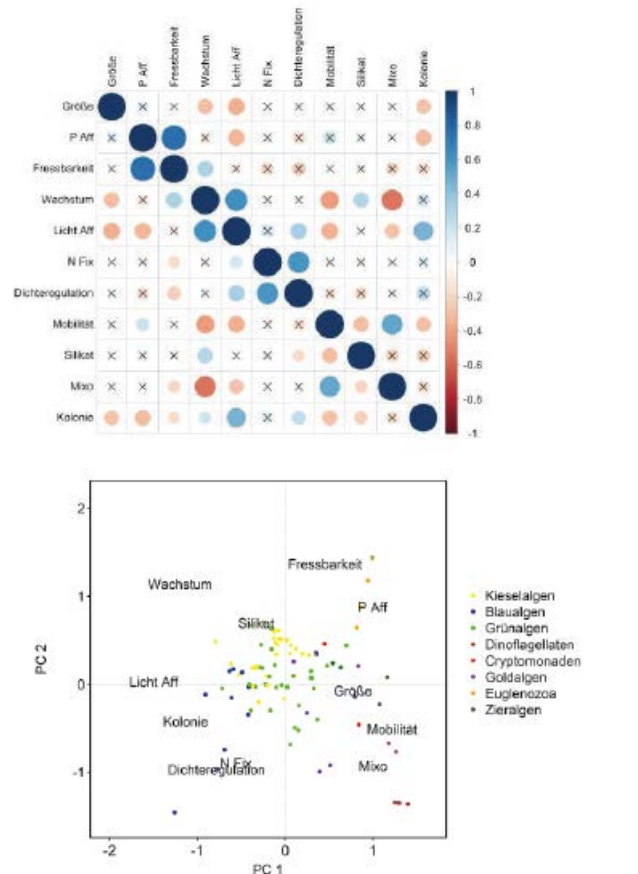 Größe
P Aff
Fressbarkeit
Wachstum
Licht Aff
N Fix
Dichteregulation
Mobilität
Silikat
Mixo
Kolonie
Größe
P Aff
Fressbarkeit
Wachstum
Licht Aff
N Fix
Dichteregulation
Mobilität
Silikat
Mixo
Kolonie
1
0.8
0.6
0.4
0.2
0
-0.2
-0.4
-0.6
-0.8
-1
2
1
0
-1
PC 2
Fressbarkeit
Wachstum
P Aff
Silikat
Licht Aff
Größe
Kolonie
Mobilität
N Fix
Dichteregulation
Mixo
-2 -1 0 1
PC 1
Kieselalgen
Blaualgen
Grünalgen
Dinoflagellaten
Cryptomonaden
Goldalgen
Euglenozoa
Zieralgen